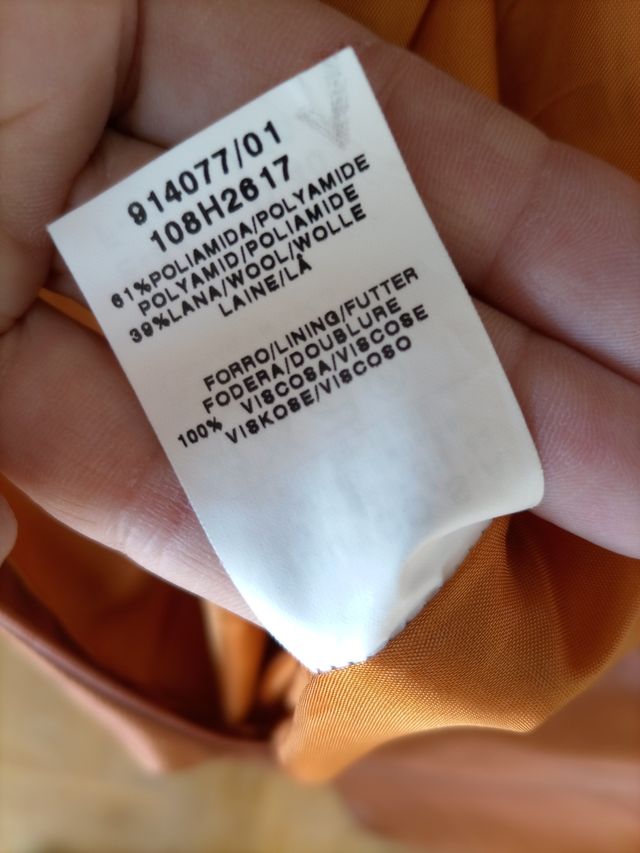 914077/01
108H2617
61%POLIAMIDA/POLYAMIDE
POLYAMID/POLIAMIDE
39%LANA/WOOL/WOLLE
LAINE/LÃ
FORRO/LINING/FUTTER
FODERA/DOUBLURE
100% VISCOSA/VISCOSE
VISKOSE/VISCOSO